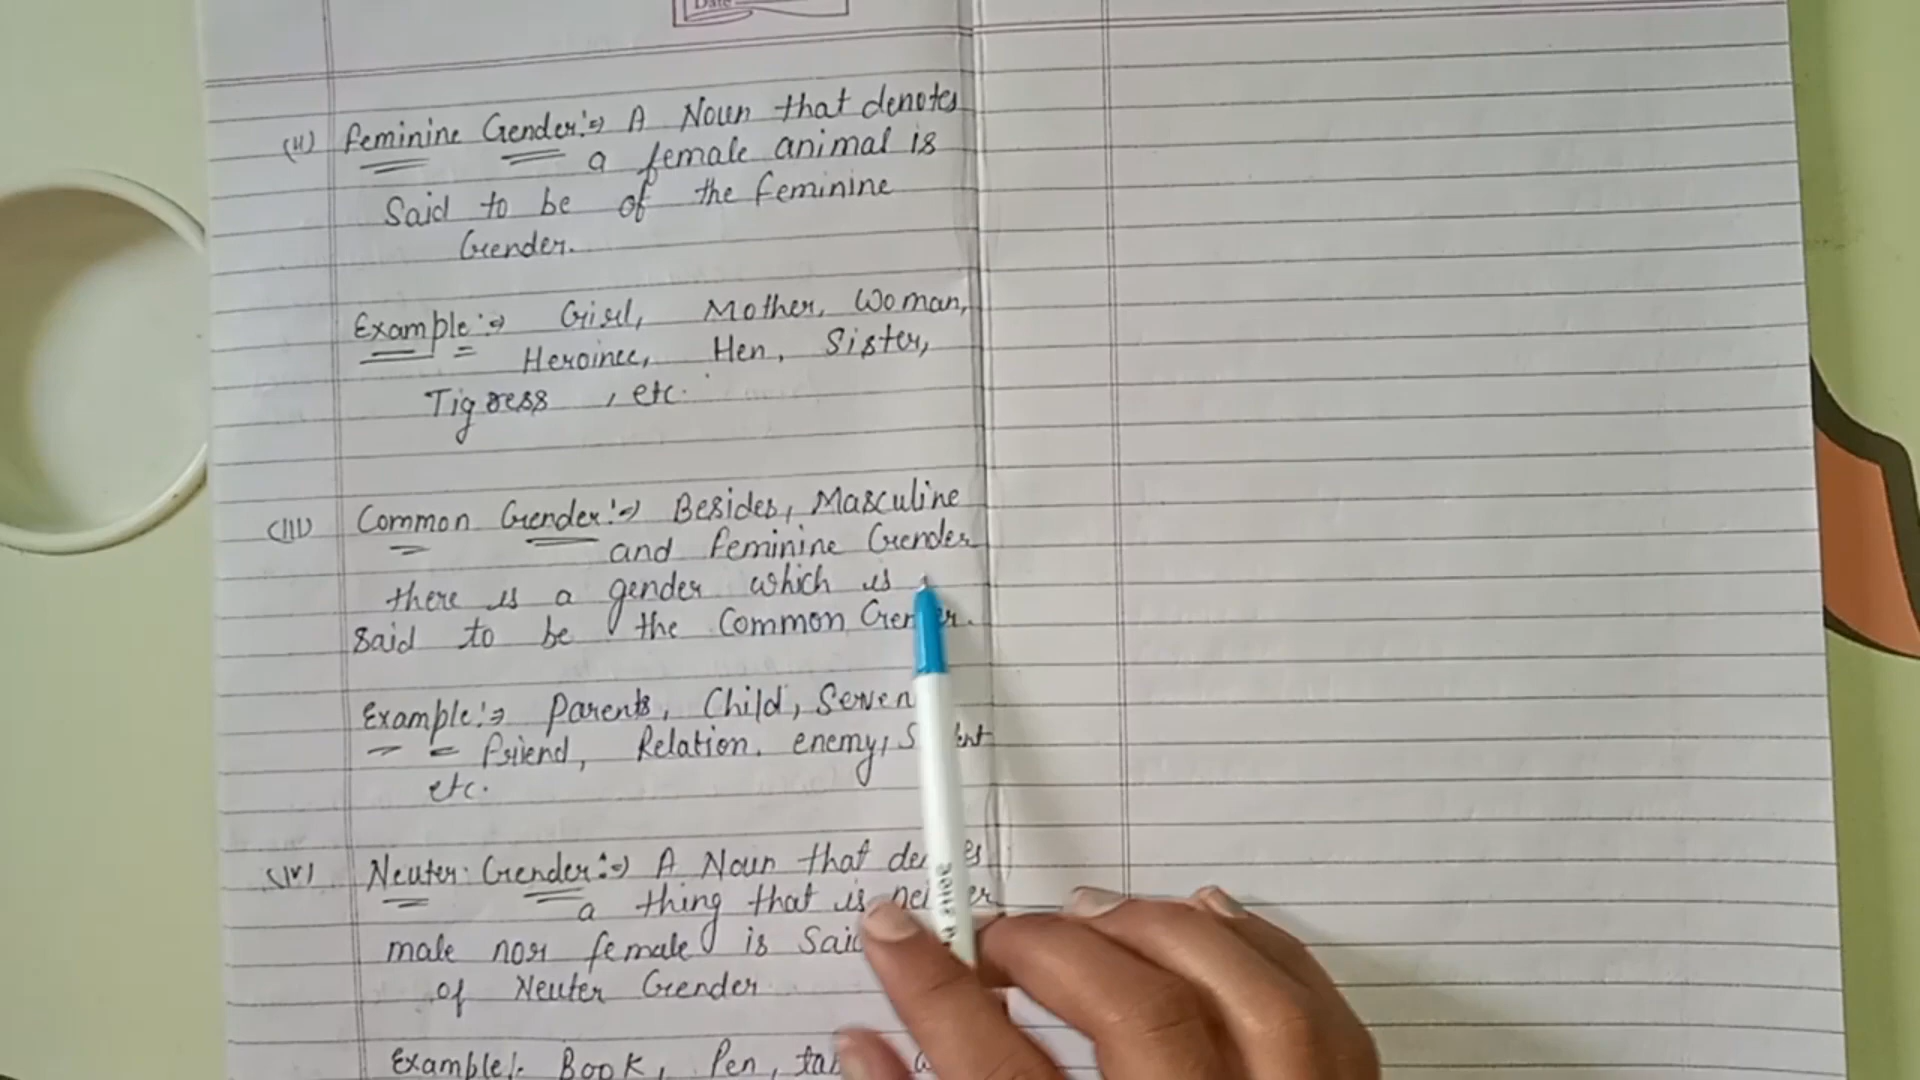 Date
(II) Feminine Gender:⇒ A Noun that denotes
a female animal is
Said to be of the Feminine
Gender.
Example:⇒ Girl, Mother, Woman,
Heroinee, Hen, Sister,
Tigress , etc.
(III) Common Gender:⇒ Besides, Masculine
and Feminine Gender
there is a gender which is
said to be the Common
Example:⇒ Parents, Child,
Friend, Relation. enemy,
etc.
(IV) Neuter Gender:⇒ A Noun that
a thing that is
male nor female is
of Neuter Gender
Example:- Book, Pen,